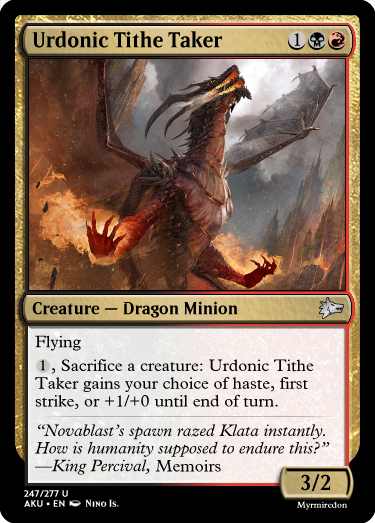 Urdonic Tithe Taker 1
Creature — Dragon Minion
Flying
1, Sacrifice a creature: Urdonic Tithe
Taker gains your choice of haste, first
strike, or +1/+0 until end of turn.
“Novablast’s spawn razed Klata instantly.
How is humanity supposed to endure this?”
—King Percival, Memoirs
3/2
247/277 U
AKU • EN Nino Is.
Myrmiredon